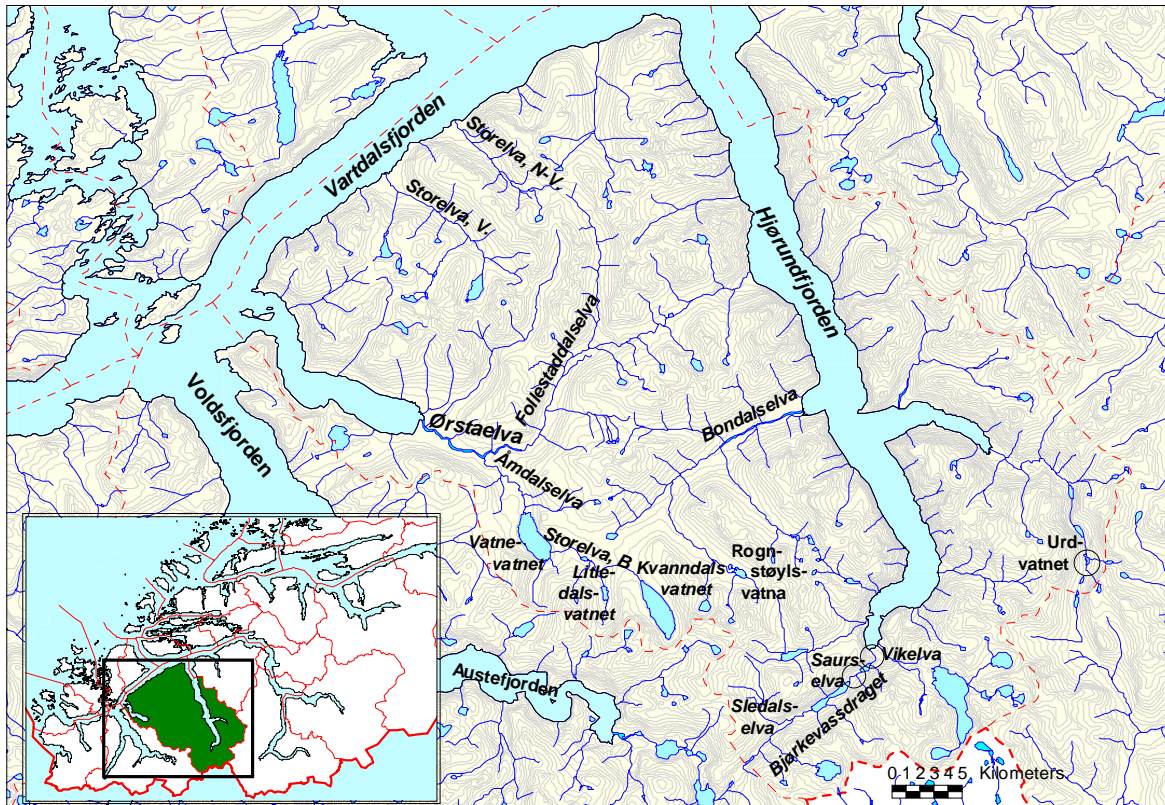 Vartdalsfjorden
Storelva, N-V.
Storelva, V.
Hjørundfjorden
Follestaddalselva
Voldsfjorden
Ørstaelva
Bondalselva
Åmdalselva
Storelva, B.
Vatne-
vatnet
Litle-
dals-
vatnet
Kvanndals
vatnet
Rogn-
støyls-
vatna
Urd-
vatnet
Austefjorden
Saurs-
elva
Vikelva
Sledals-
elva
Bjørkevassdraget
0 1 2 3 4 5 Kilometers